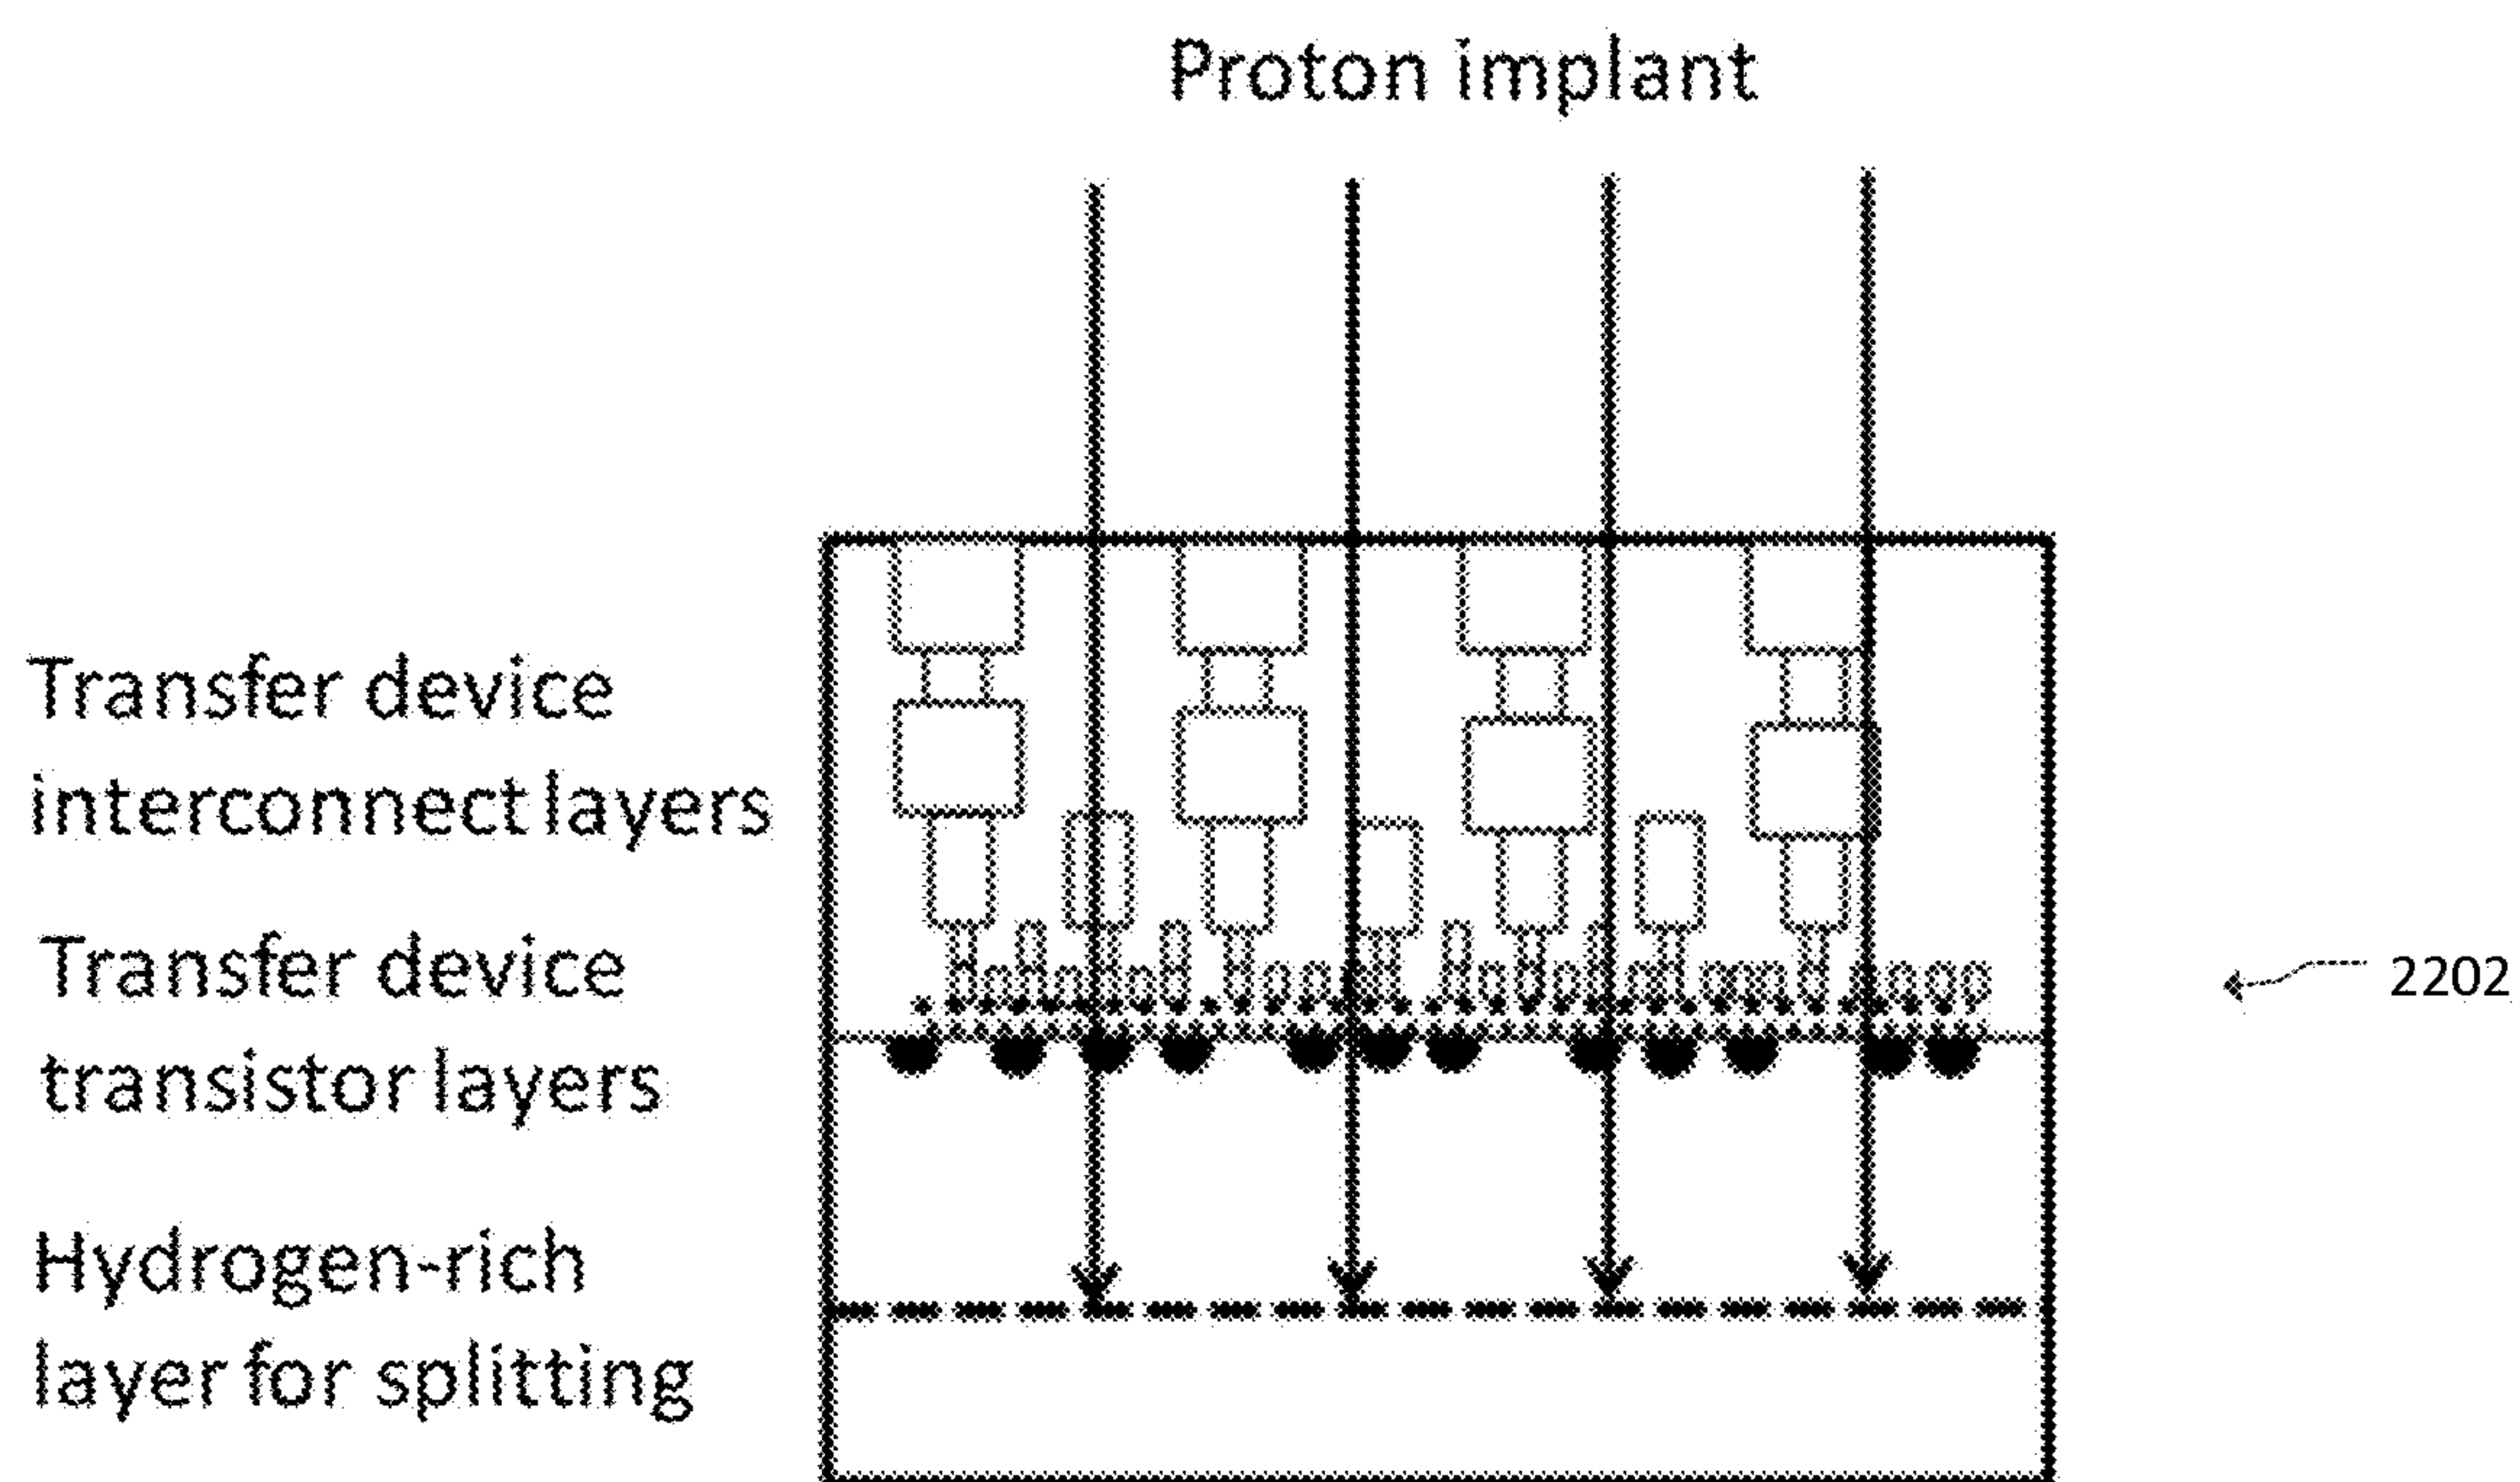 Proton implant
Transfer device
interconnect layers
Transfer device
transistor layers
2202
Hydrogen-rich
layer for splitting